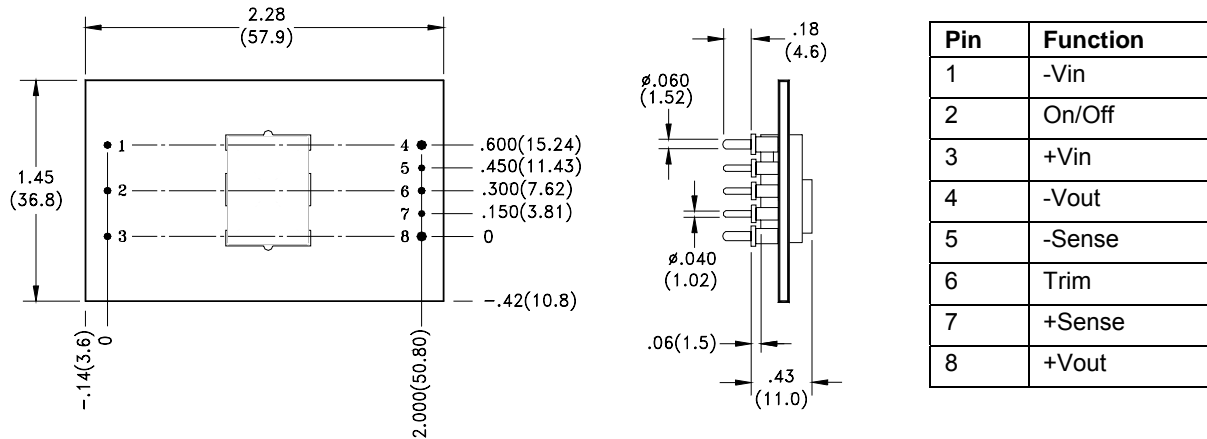 2.28
(57.9)
1.45
(36.8)
1
2
3
4
5
6
7
8
.600(15.24)
.450(11.43)
.300(7.62)
.150(3.81)
0
-.42(10.8)
-.14(3.6)
0
2.000(50.80)
.18
(4.6)
ø.060
(1.52)
ø.040
(1.02)
.06(1.5)
.43
(11.0)
Pin Function
1 -Vin
2 On/Off
3 +Vin
4 -Vout
5 -Sense
6 Trim
7 +Sense
8 +Vout